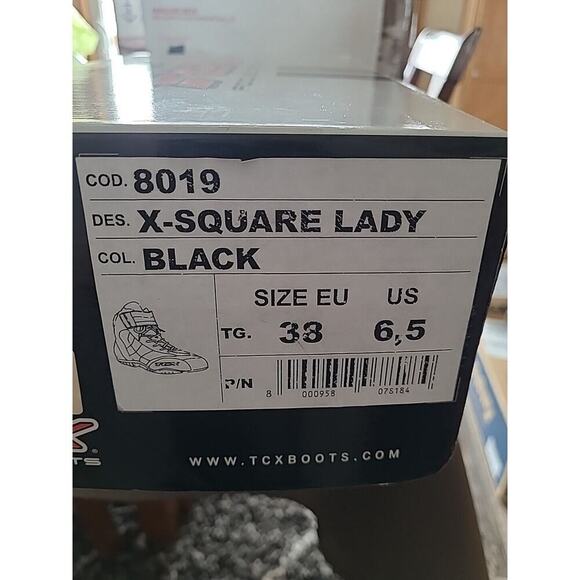 COD. 8019
DES. X-SQUARE LADY
COL. BLACK
SIZE EU US
TG. 38 6,5
P/N
8 000958 078184
WWW.TCXBOOTS.COM